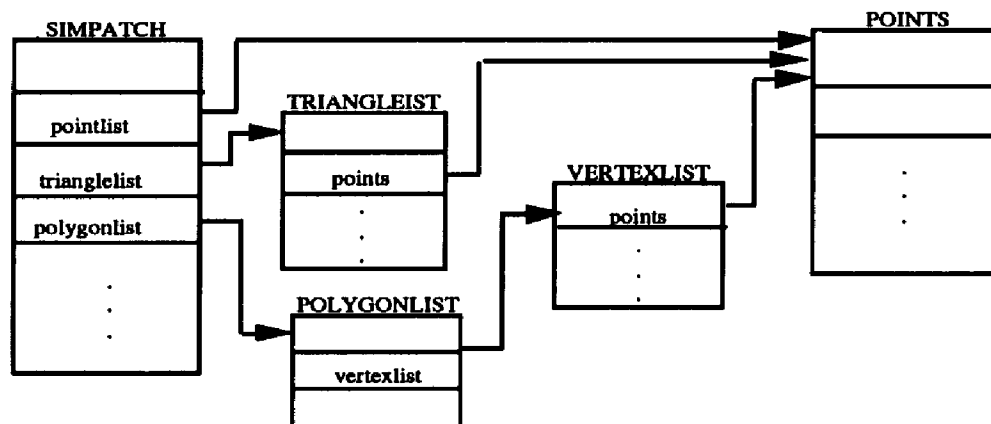 SIMPATCH
pointlist
trianglelist
polygonlist
TRIANGLEIST
points
POLYGONLIST
vertexlist
VERTEXLIST
points
POINTS